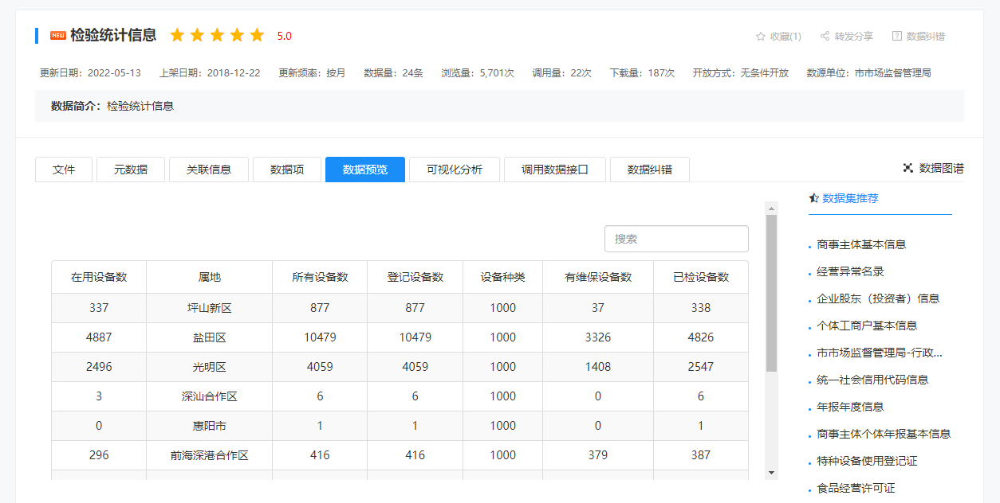 NEW 检验统计信息 5.0 收藏(1) 转发分享 数据纠错
更新日期：2022-05-13 上架日期：2018-12-22 更新频率：按月 数据量：24条 浏览量：5,701次 调用量：22次 下载量：187次 开放方式：无条件开放 数源单位：市市场监督管理局
数据简介：检验统计信息
文件 元数据 关联信息 数据项 数据预览 可视化分析 调用数据接口 数据纠错 数据图谱
搜索
在用设备数 属地 所有设备数 登记设备数 设备种类 有维保设备数 已检设备数
337 坪山新区 877 877 1000 37 338
4887 盐田区 10479 10479 1000 3326 4826
2496 光明区 4059 4059 1000 1408 2547
3 深汕合作区 6 6 1000 0 6
0 惠阳市 1 1 1000 0 1
296 前海深港合作区 416 416 1000 379 387
数据集推荐
商事主体基本信息
经营异常名录
企业股东（投资者）信息
个体工商户基本信息
市市场监督管理局-行政...
统一社会信用代码信息
年报年度信息
商事主体个体年报基本信息
特种设备使用登记证
食品经营许可证